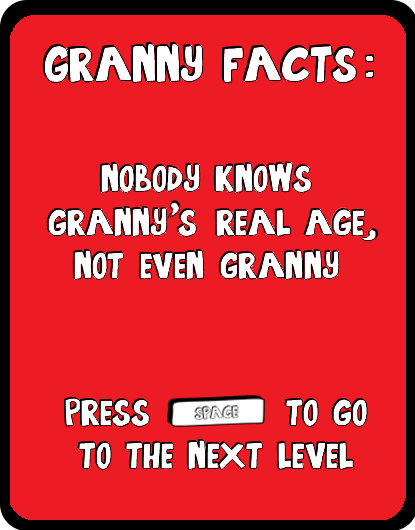 GRANNY FACTS:
NOBODY KNOWS
GRANNY'S REAL AGE,
NOT EVEN GRANNY
PRESS SPACE TO GO
TO THE NEXT LEVEL